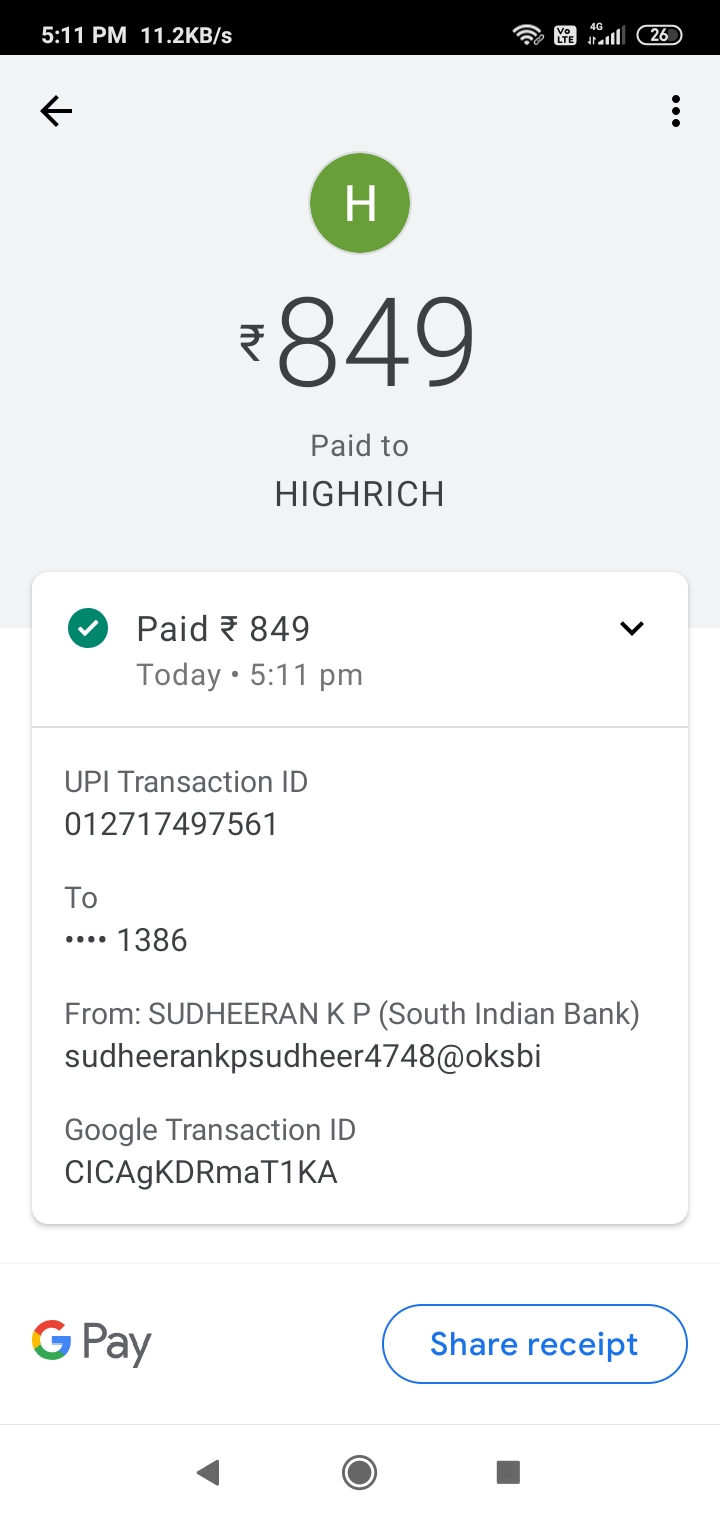 5:11 PM 11.2KB/s Vo LTE 4G 26
H
₹849
Paid to
HIGHRICH
Paid ₹ 849
Today • 5:11 pm
UPI Transaction ID
012717497561
To
•••• 1386
From: SUDHEERAN K P (South Indian Bank)
sudheerankpsudheer4748@oksbi
Google Transaction ID
CICAgKDRmaT1KA
G Pay Share receipt